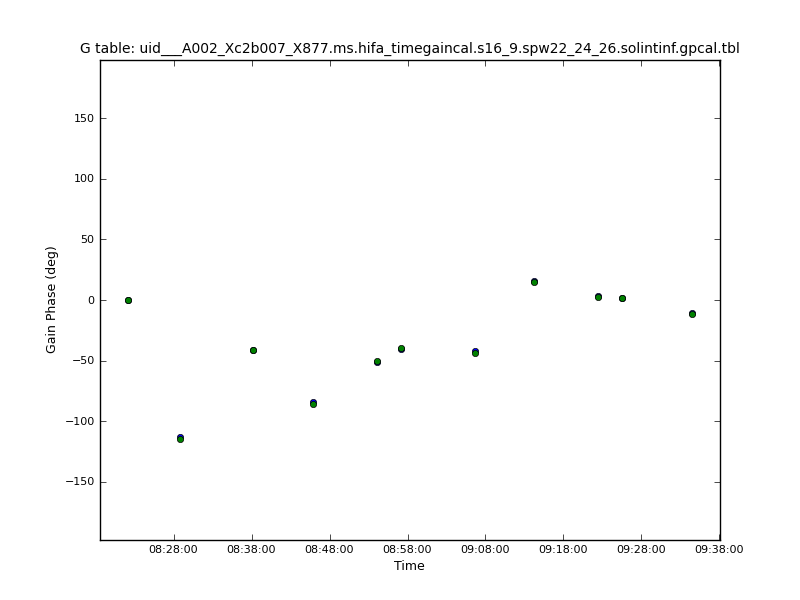 G table: uid___A002_Xc2b007_X877.ms.hifa_timegaincal.s16_9.spw22_24_26.solintinf.gpcal.tbl
150
100
50
0
−50
−100
−150
Gain Phase (deg)
08:28:00 08:38:00 08:48:00 08:58:00 09:08:00 09:18:00 09:28:00 09:38:00
Time